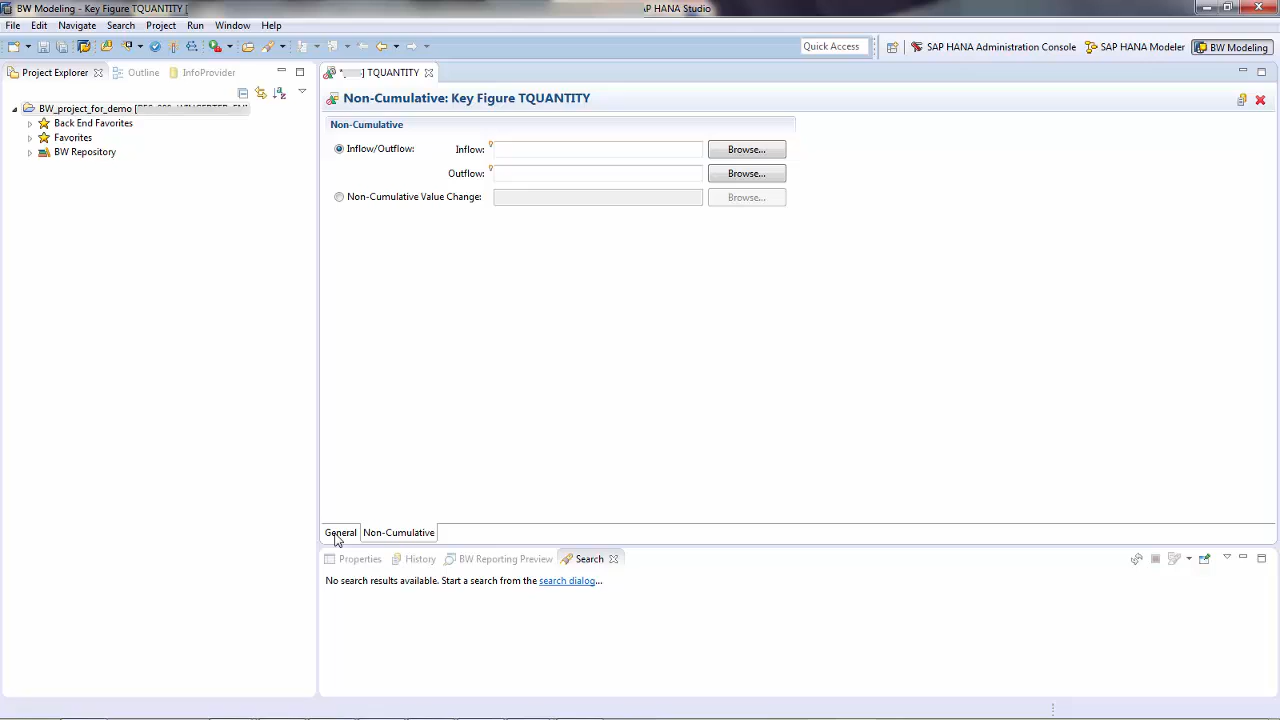 BW Modeling - Key Figure TQUANTITY [
AP HANA Studio
File Edit Navigate Search Project Run Window Help
Quick Access
SAP HANA Administration Console
SAP HANA Modeler
BW Modeling
Project Explorer
Outline
InfoProvider
TQUANTITY
BW_project_for_demo
Back End Favorites
Favorites
BW Repository
Non-Cumulative: Key Figure TQUANTITY
Non-Cumulative
Inflow/Outflow: Inflow: Browse...
Outflow: Browse...
Non-Cumulative Value Change: Browse...
General Non-Cumulative
Properties History BW Reporting Preview Search
No search results available. Start a search from the search dialog...